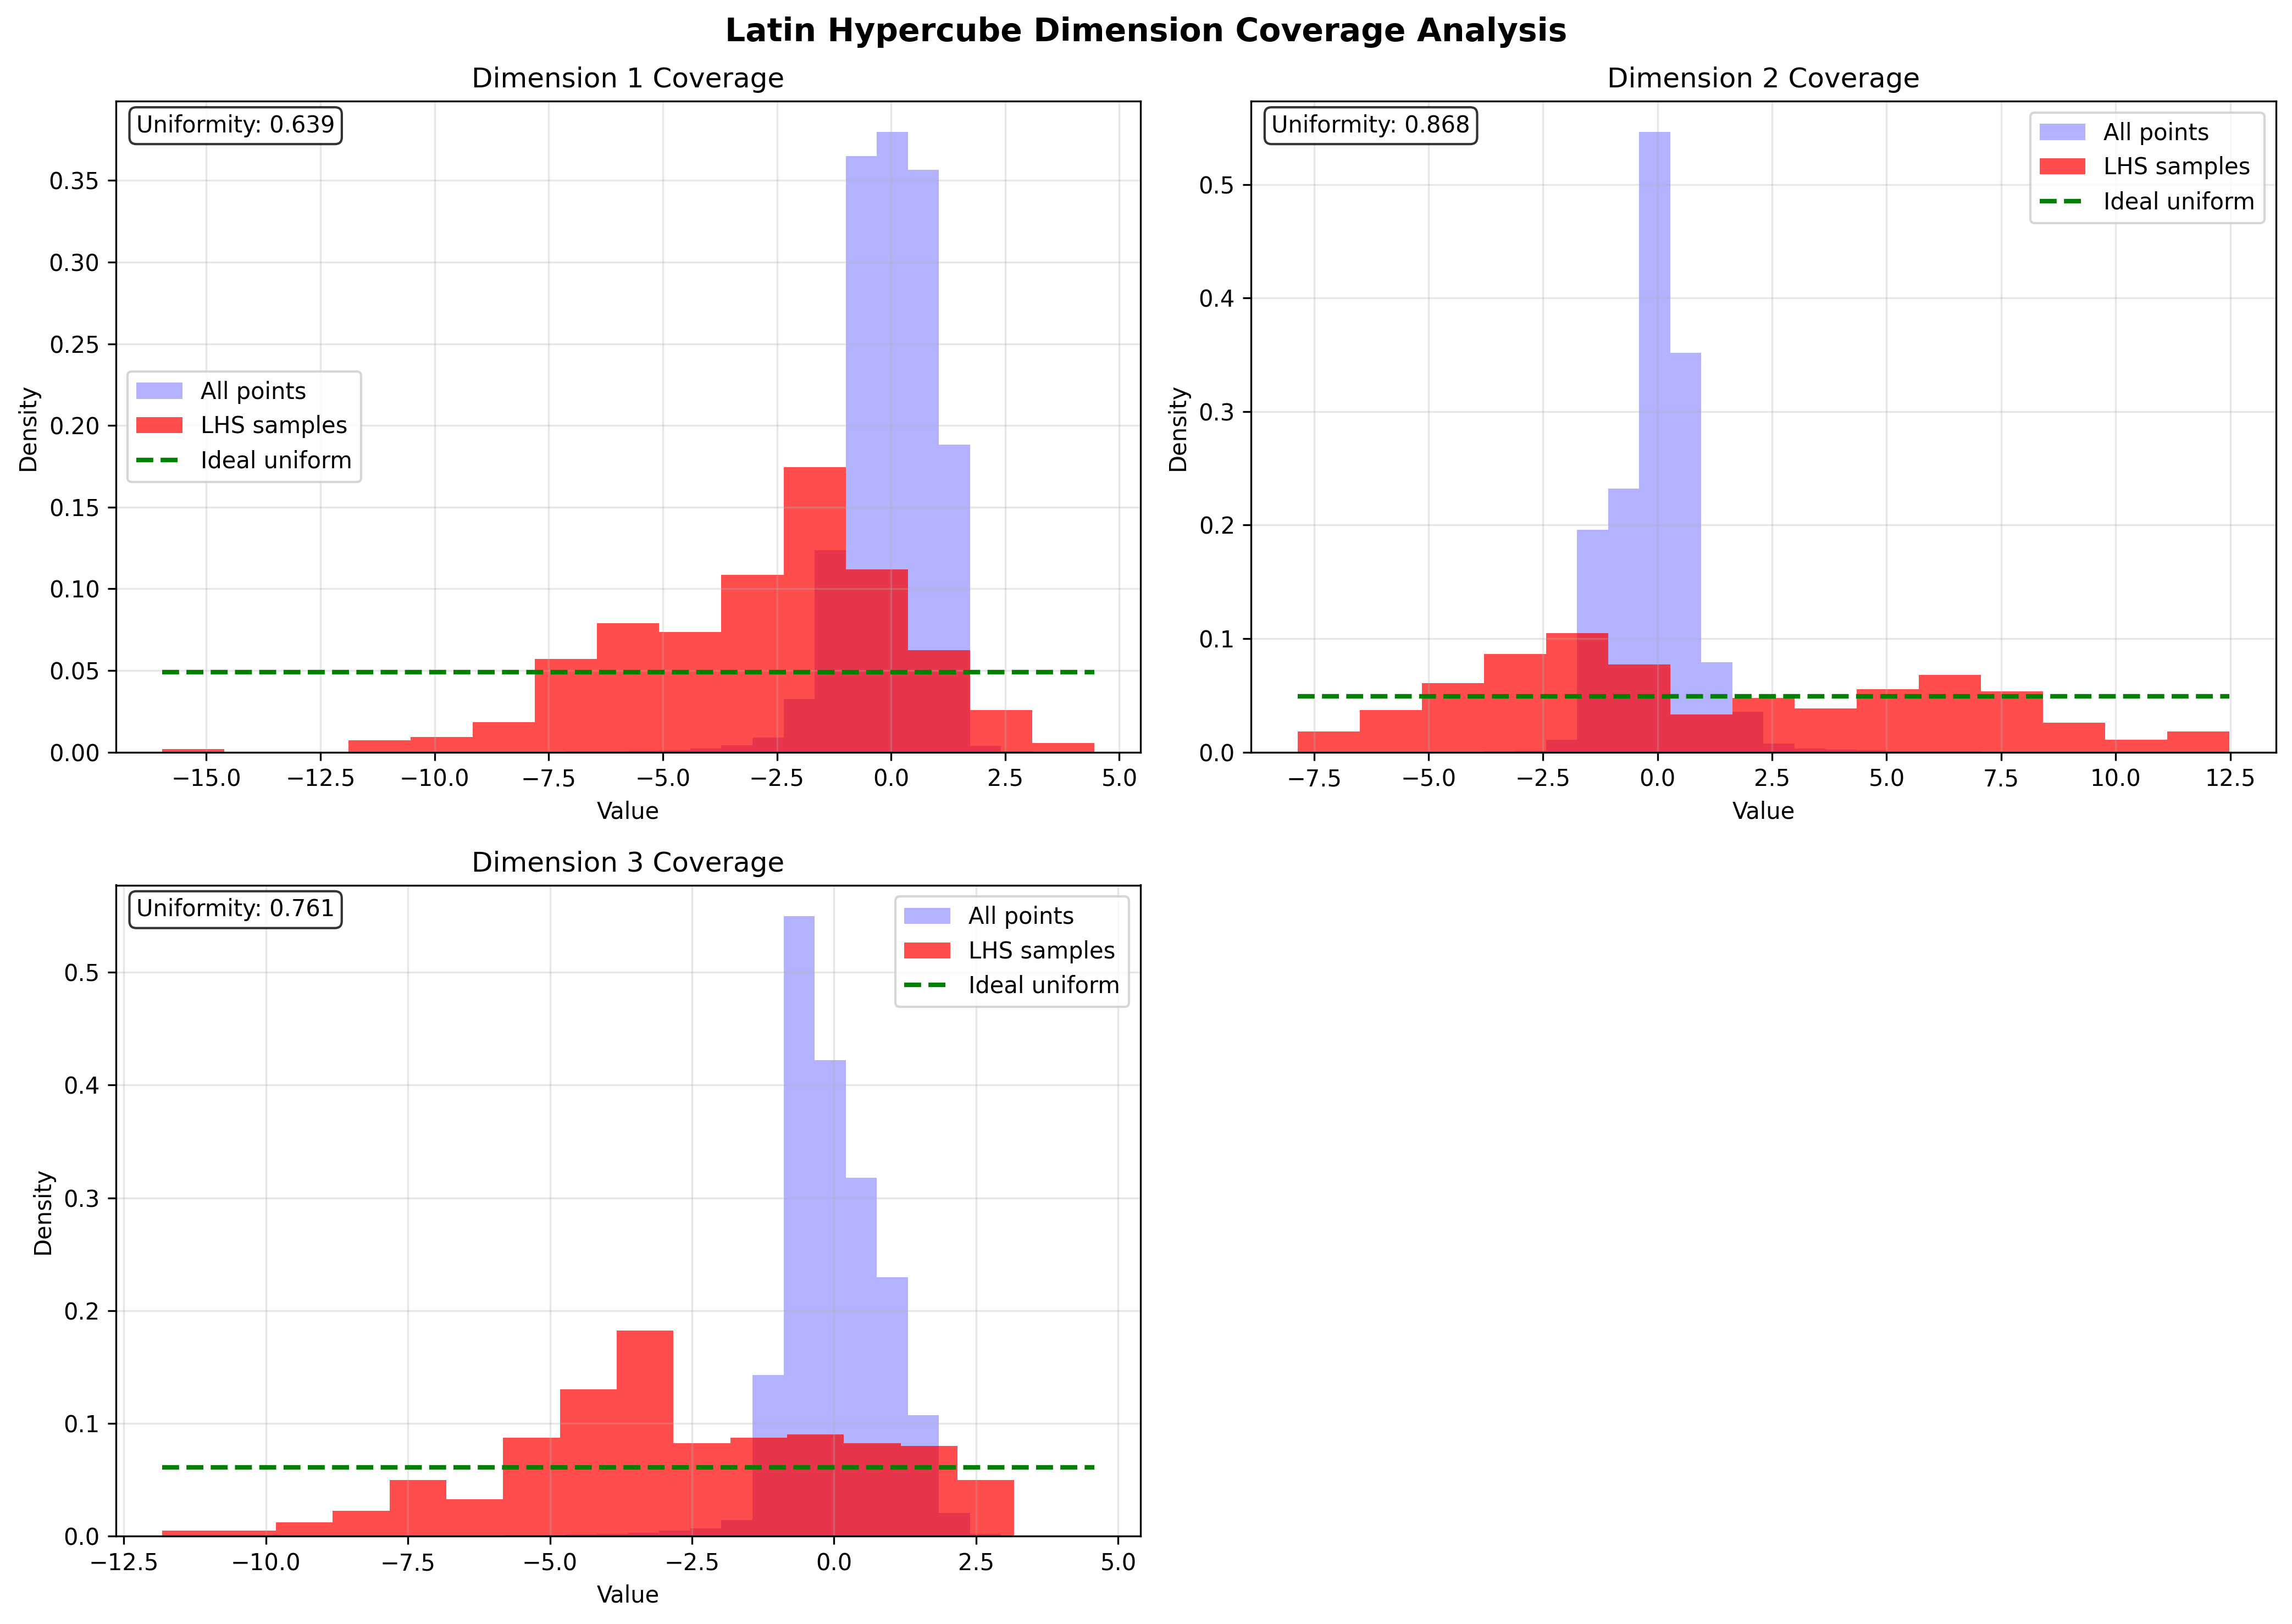 Latin Hypercube Dimension Coverage Analysis
Dimension 1 Coverage
Uniformity: 0.639
All points
LHS samples
Ideal uniform
Density
0.35
0.30
0.25
0.20
0.15
0.10
0.05
0.00
−15.0 −12.5 −10.0 −7.5 −5.0 −2.5 0.0 2.5 5.0
Value
Dimension 2 Coverage
Uniformity: 0.868
All points
LHS samples
Ideal uniform
Density
0.5
0.4
0.3
0.2
0.1
0.0
−7.5 −5.0 −2.5 0.0 2.5 5.0 7.5 10.0 12.5
Value
Dimension 3 Coverage
Uniformity: 0.761
All points
LHS samples
Ideal uniform
Density
0.5
0.4
0.3
0.2
0.1
0.0
−12.5 −10.0 −7.5 −5.0 −2.5 0.0 2.5 5.0
Value